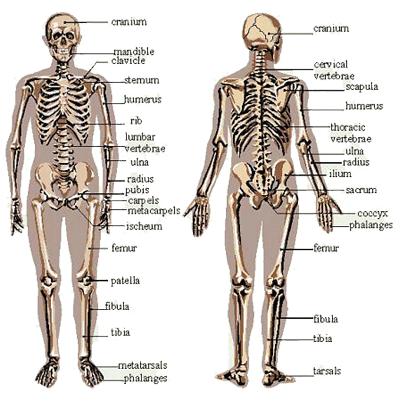 cranium
mandible
clavicle
sternum
humerus
rib
lumbar
vertebrae
ulna
radius
pubis
carpels
metacarpels
ischeum
femur
patella
fibula
tibia
metatarsals
phalanges
cranium
cervical
vertebrae
scapula
humerus
thoracic
vertebrae
ulna
radius
ilium
sacrum
coccyx
phalanges
femur
fibula
tibia
tarsals